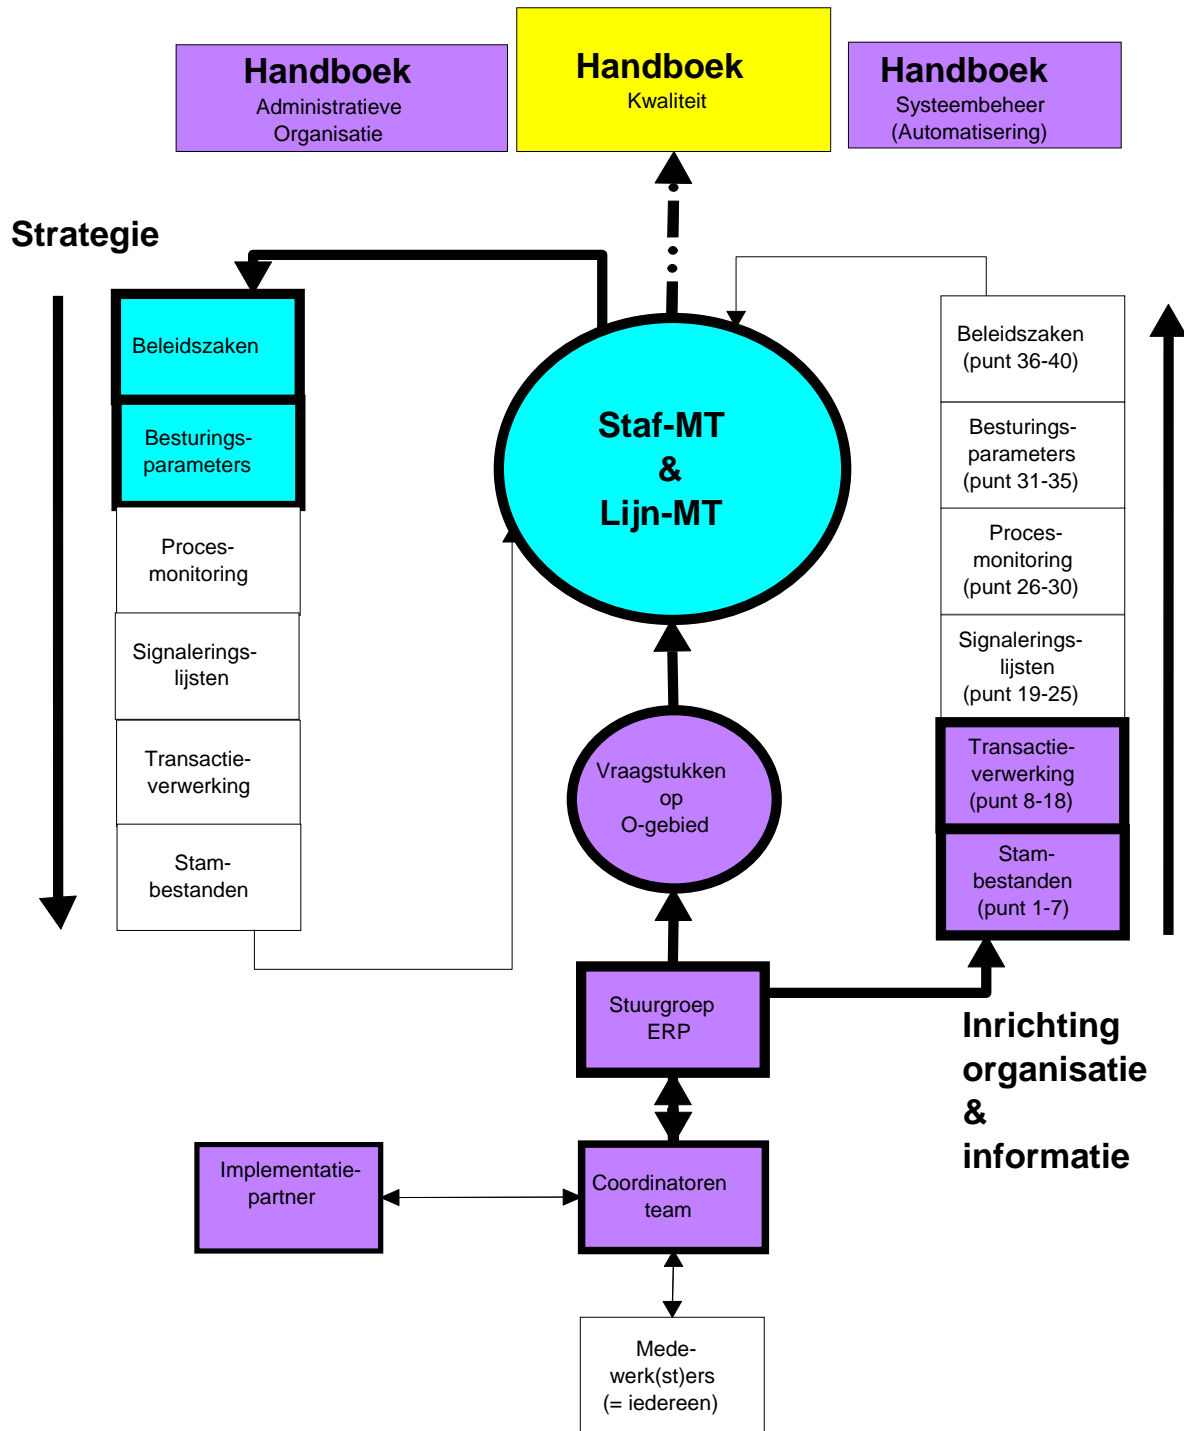 Handboek
Administratieve
Organisatie
Handboek
Kwaliteit
Handboek
Systeembeheer
(Automatisering)
Strategie
Beleidszaken
Besturings-
parameters
Proces-
monitoring
Signalerings-
lijsten
Transactie-
verwerking
Stam-
bestanden
Staf-MT
&
Lijn-MT
Vraagstukken
op
O-gebied
Stuurgroep
ERP
Implementatie-
partner
Coordinatoren
team
Mede-
werk(st)ers
(= iedereen)
Beleidszaken
(punt 36-40)
Besturings-
parameters
(punt 31-35)
Proces-
monitoring
(punt 26-30)
Signalerings-
lijsten
(punt 19-25)
Transactie-
verwerking
(punt 8-18)
Stam-
bestanden
(punt 1-7)
Inrichting
organisatie
&
informatie